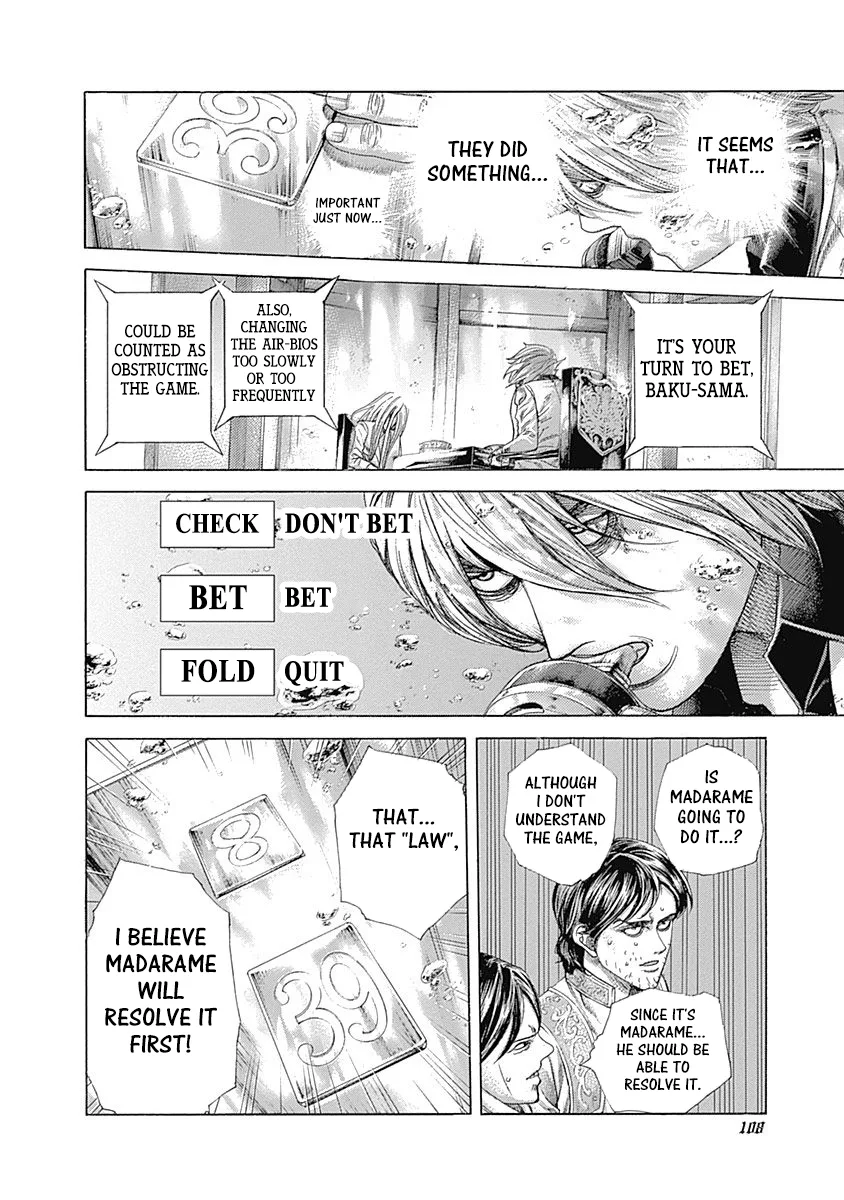 IT SEEMS
THAT...
THEY DID
SOMETHING...
IMPORTANT
JUST NOW...
39
IT'S YOUR
TURN TO BET,
BAKU-SAMA.
ALSO,
CHANGING
THE AIR-BIOS
TOO SLOWLY
OR TOO
FREQUENTLY
COULD BE
COUNTED AS
OBSTRUCTING
THE GAME.
CHECK DON'T BET
BET BET
FOLD QUIT
IS
MADARAME
GOING TO
DO IT...?
ALTHOUGH
I DON'T
UNDERSTAND
THE GAME,
SINCE IT'S
MADARAME...
HE SHOULD BE
ABLE TO
RESOLVE IT.
THAT...
THAT "LAW",
8
39
I BELIEVE
MADARAME
WILL
RESOLVE IT
FIRST!
108